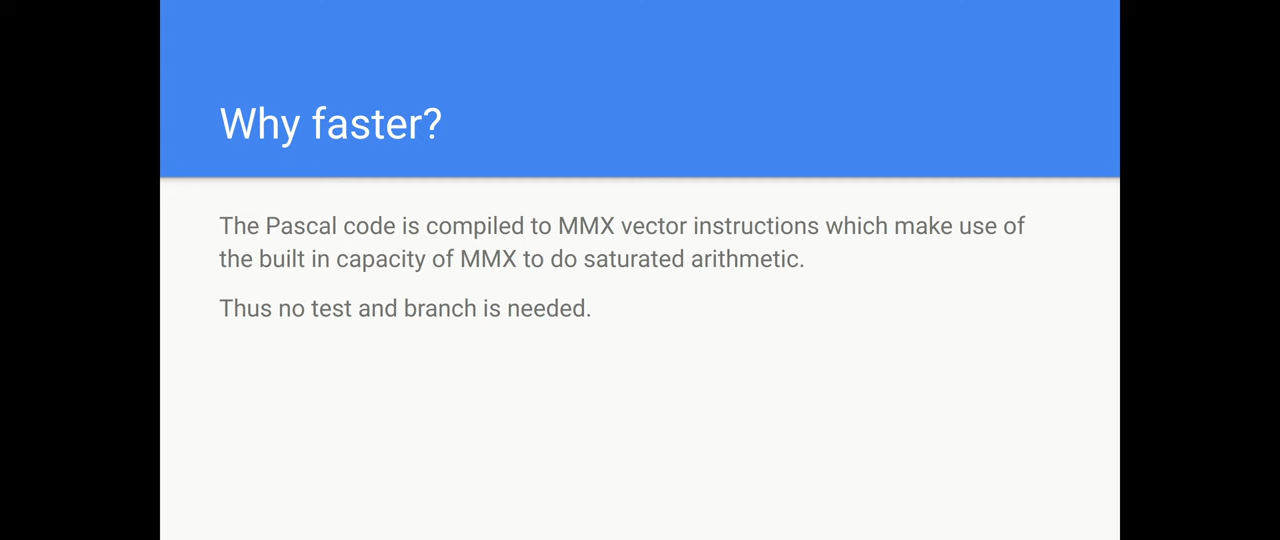 Why faster?
The Pascal code is compiled to MMX vector instructions which make use of
the built in capacity of MMX to do saturated arithmetic.
Thus no test and branch is needed.